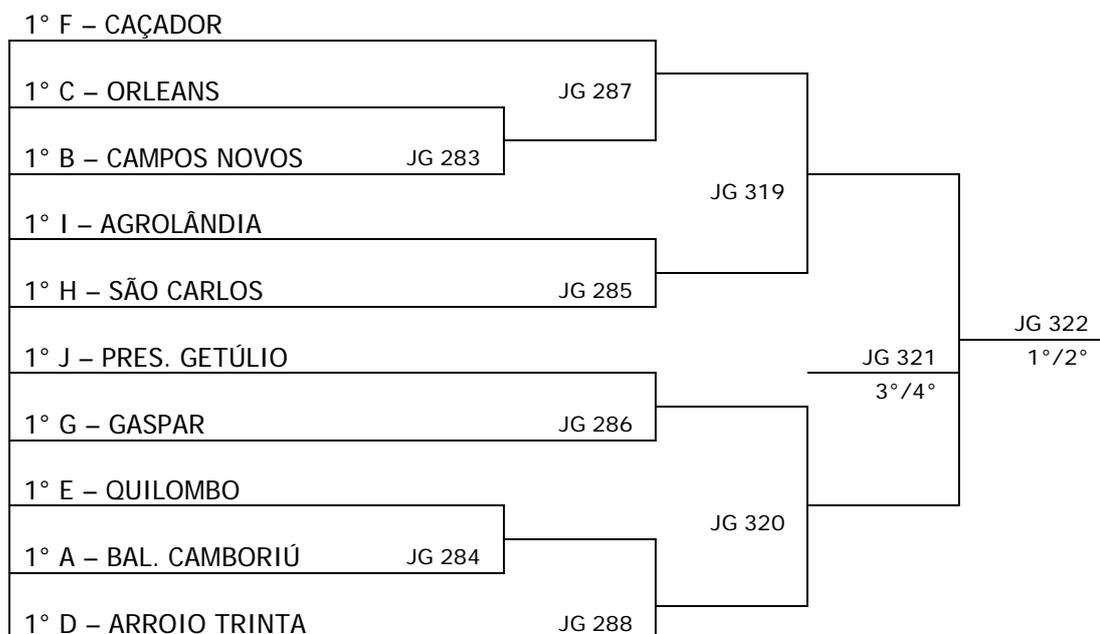 1° F – CAÇADOR
1° C – ORLEANS
JG 287
1° B – CAMPOS NOVOS
JG 283
JG 319
1° I – AGROLÂNDIA
1° H – SÃO CARLOS
JG 285
JG 322
1°/2°
1° J – PRES. GETÚLIO
JG 321
3°/4°
1° G – GASPAR
JG 286
1° E – QUILOMBO
JG 320
1° A – BAL. CAMBORIÚ
JG 284
1° D – ARROIO TRINTA
JG 288